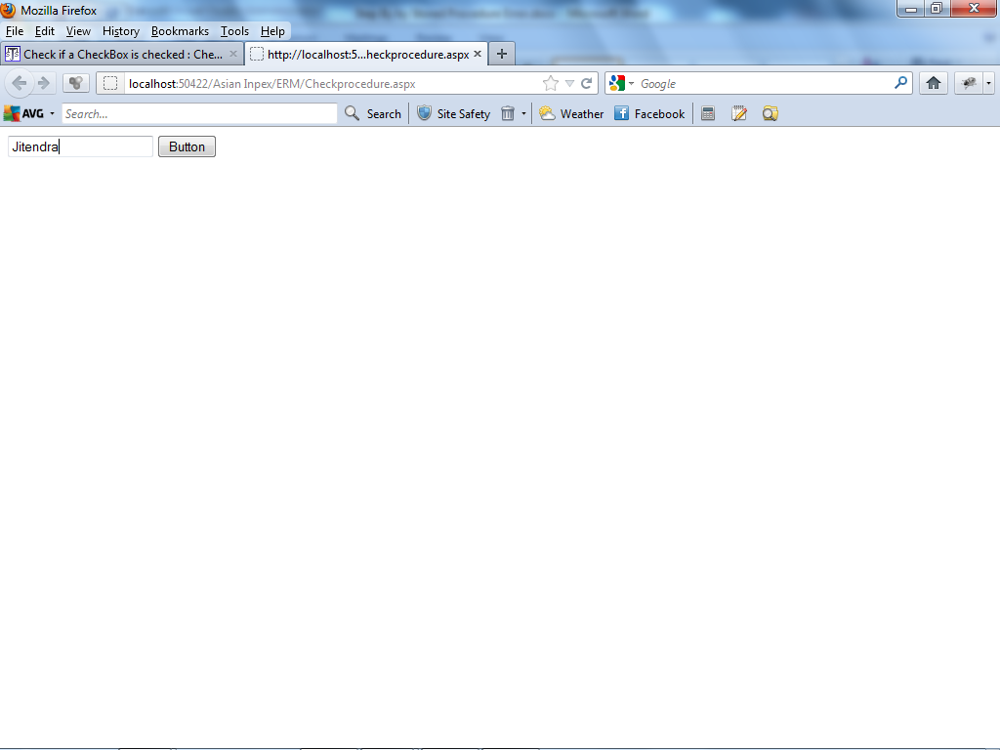 Mozilla Firefox
File Edit View History Bookmarks Tools Help
Check if a CheckBox is checked : Che... http://localhost:5...heckprocedure.aspx
localhost:50422/Asian Inpex/ERM/Checkprocedure.aspx Google
AVG Search... Search Site Safety Weather Facebook
Jitendra Button